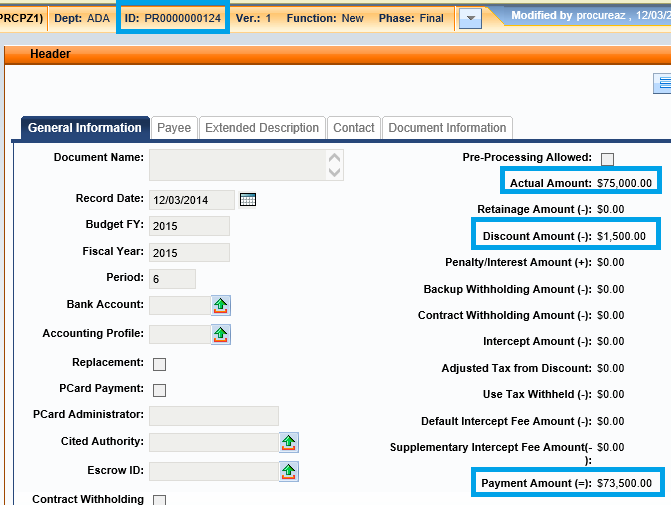 PRCPZ1) Dept: ADA ID: PR0000000124 Ver.: 1 Function: New Phase: Final Modified by procureaz , 12/03/2
Header
General Information Payee Extended Description Contact Document Information
Document Name:
Record Date: 12/03/2014
Budget FY: 2015
Fiscal Year: 2015
Period: 6
Bank Account:
Accounting Profile:
Replacement:
PCard Payment:
PCard Administrator:
Cited Authority:
Escrow ID:
Contract Withholding
Pre-Processing Allowed:
Actual Amount: $75,000.00
Retainage Amount (-): $0.00
Discount Amount (-): $1,500.00
Penalty/Interest Amount (+): $0.00
Backup Withholding Amount (-): $0.00
Contract Withholding Amount (-): $0.00
Intercept Amount (-): $0.00
Adjusted Tax from Discount: $0.00
Use Tax Withheld (-): $0.00
Default Intercept Fee Amount (-): $0.00
Supplementary Intercept Fee Amount(- $0.00
):
Payment Amount (=): $73,500.00